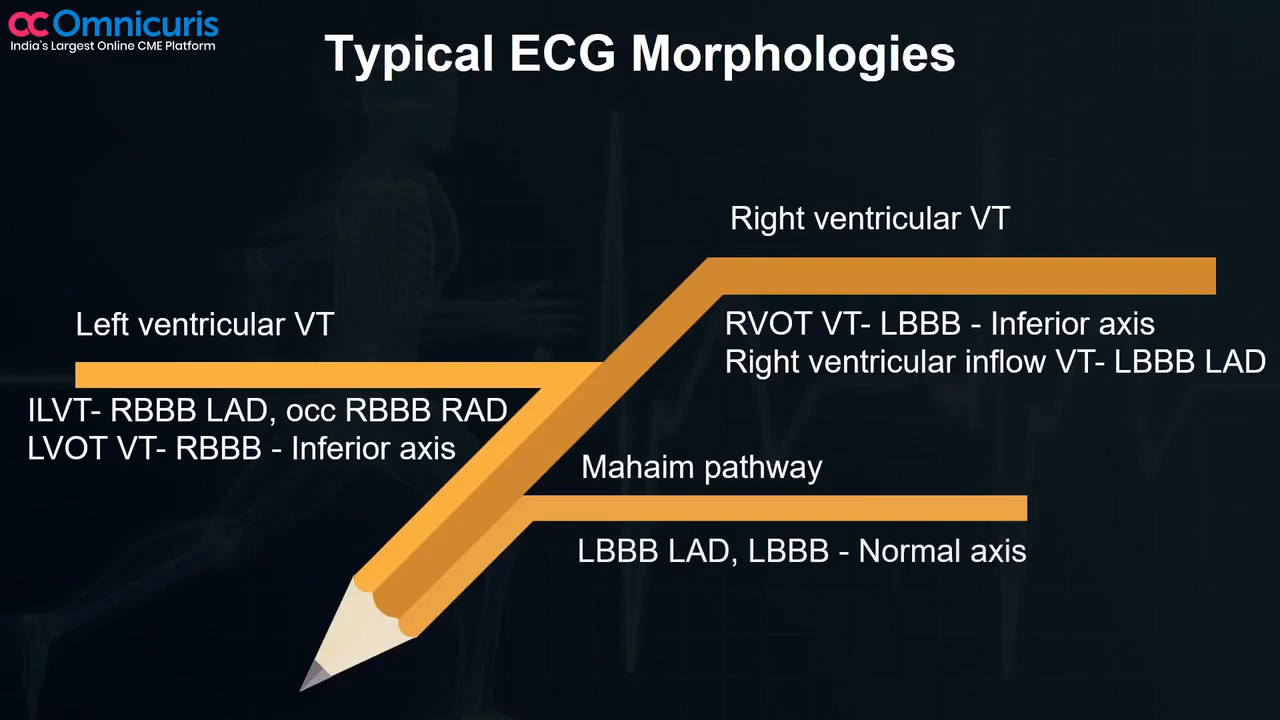 OC Omnicuris
India's Largest Online CME Platform
Typical ECG Morphologies
Right ventricular VT
RVOT VT- LBBB - Inferior axis
Right ventricular inflow VT- LBBB LAD
Left ventricular VT
ILVT- RBBB LAD, occ RBBB RAD
LVOT VT- RBBB - Inferior axis
Mahaim pathway
LBBB LAD, LBBB - Normal axis